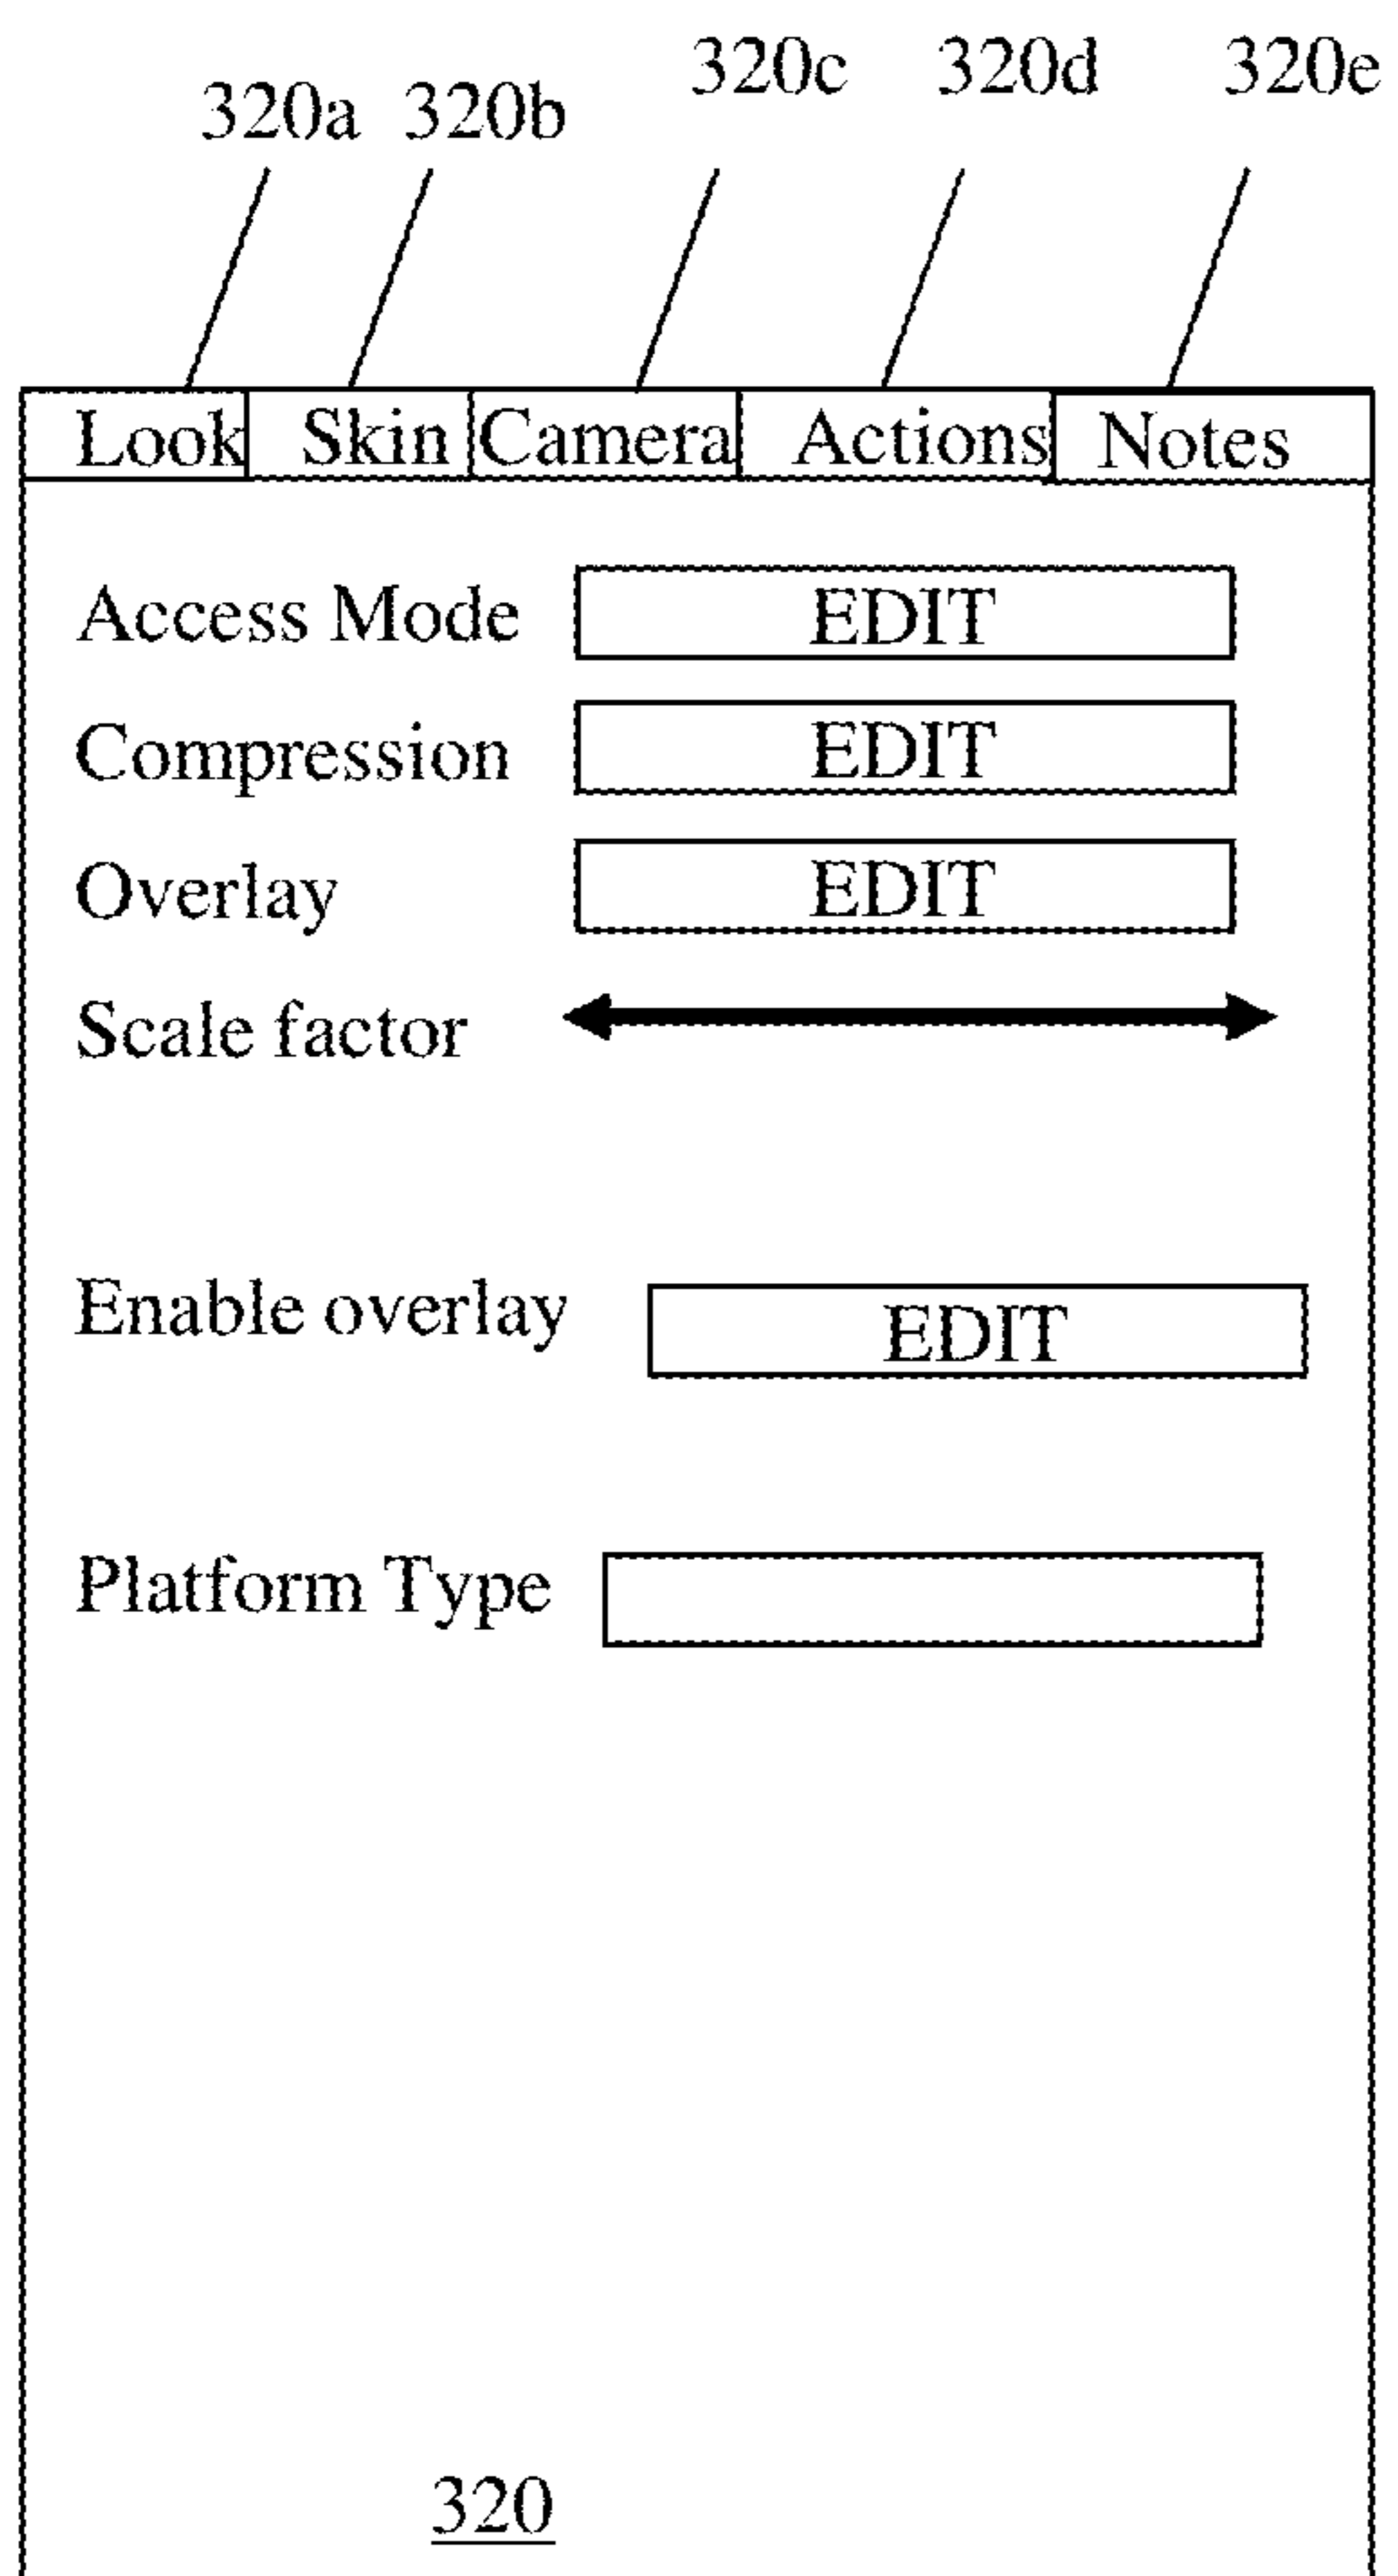 320a 320b 320c 320d 320e
Look Skin Camera Actions Notes
Access Mode EDIT
Compression EDIT
Overlay EDIT
Scale factor
Enable overlay EDIT
Platform Type
320